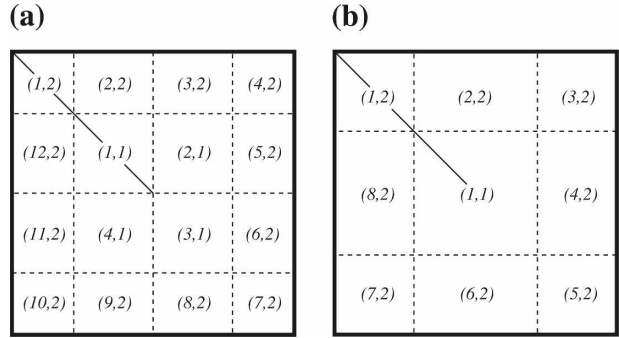 (a) (b)
(1,2) (2,2) (3,2) (4,2) (1,2) (2,2) (3,2)
(12,2) (1,1) (2,1) (5,2) (8,2) (1,1) (4,2)
(11,2) (4,1) (3,1) (6,2) (7,2) (6,2) (5,2)
(10,2) (9,2) (8,2) (7,2)